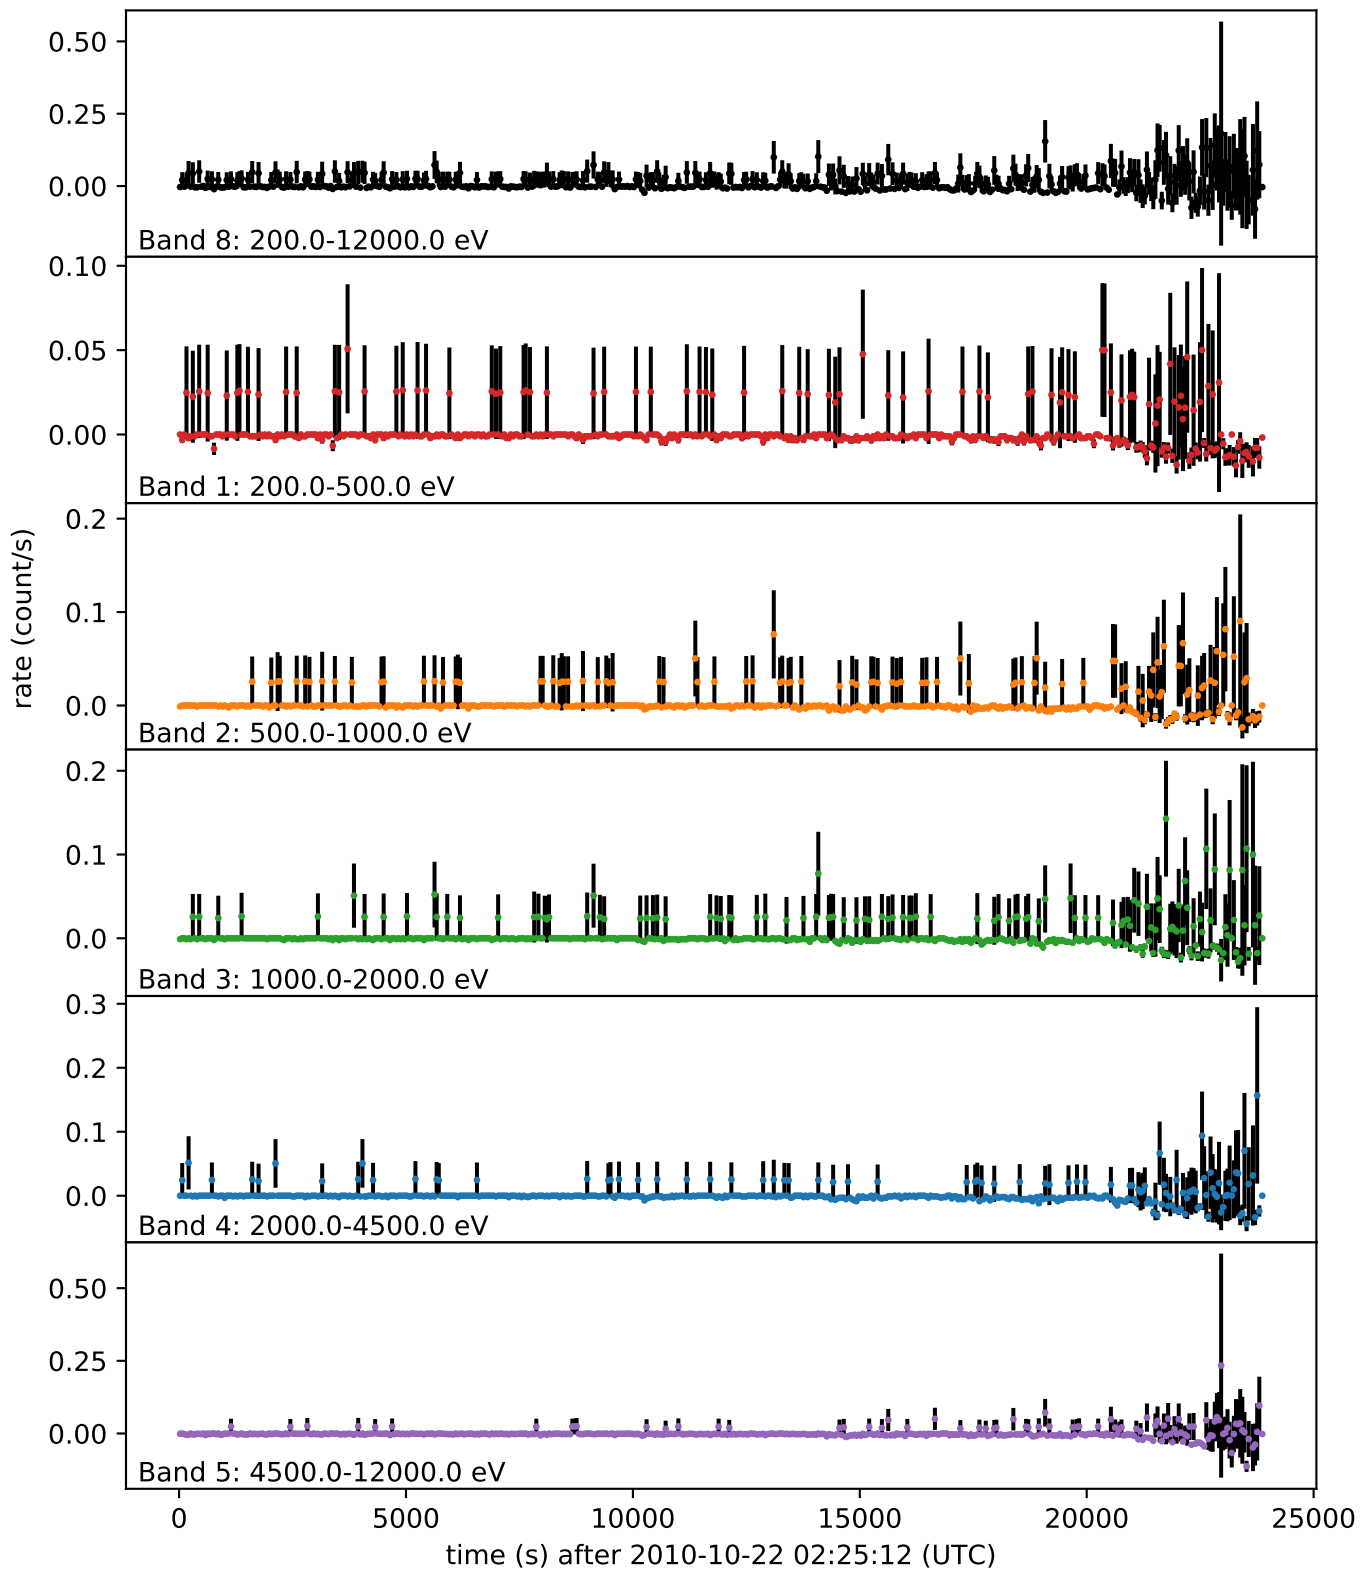 0.50
0.25
0.00
Band 8: 200.0-12000.0 eV
0.10
0.05
0.00
Band 1: 200.0-500.0 eV
0.2
0.1
0.0
Band 2: 500.0-1000.0 eV
rate (count/s)
0.2
0.1
0.0
Band 3: 1000.0-2000.0 eV
0.3
0.2
0.1
0.0
Band 4: 2000.0-4500.0 eV
0.50
0.25
0.00
Band 5: 4500.0-12000.0 eV
0 5000 10000 15000 20000 25000
time (s) after 2010-10-22 02:25:12 (UTC)